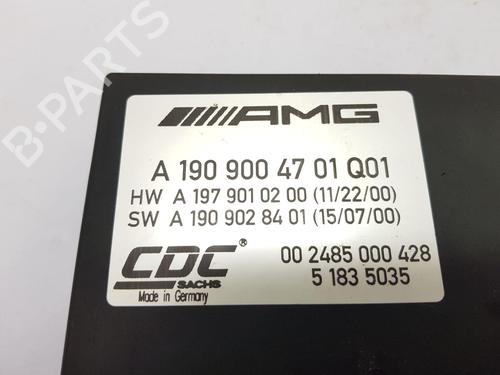 B-PARTS
AMG
A 190 900 47 01 Q01
HW A 197 901 02 00 (11/22/00)
SW A 190 902 84 01 (15/07/00)
CDC® 00 2485 000 428
SACHS 5 183 5035
Made in Germany